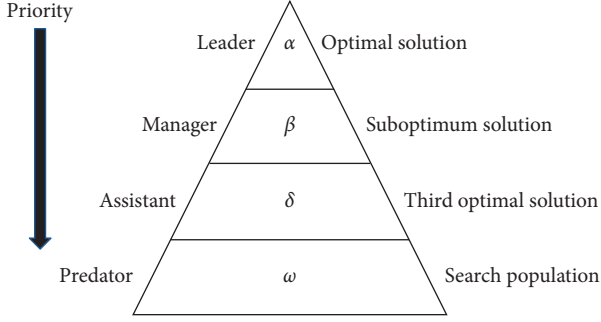 Priority
Leader α Optimal solution
Manager β Suboptimum solution
Assistant δ Third optimal solution
Predator ω Search population